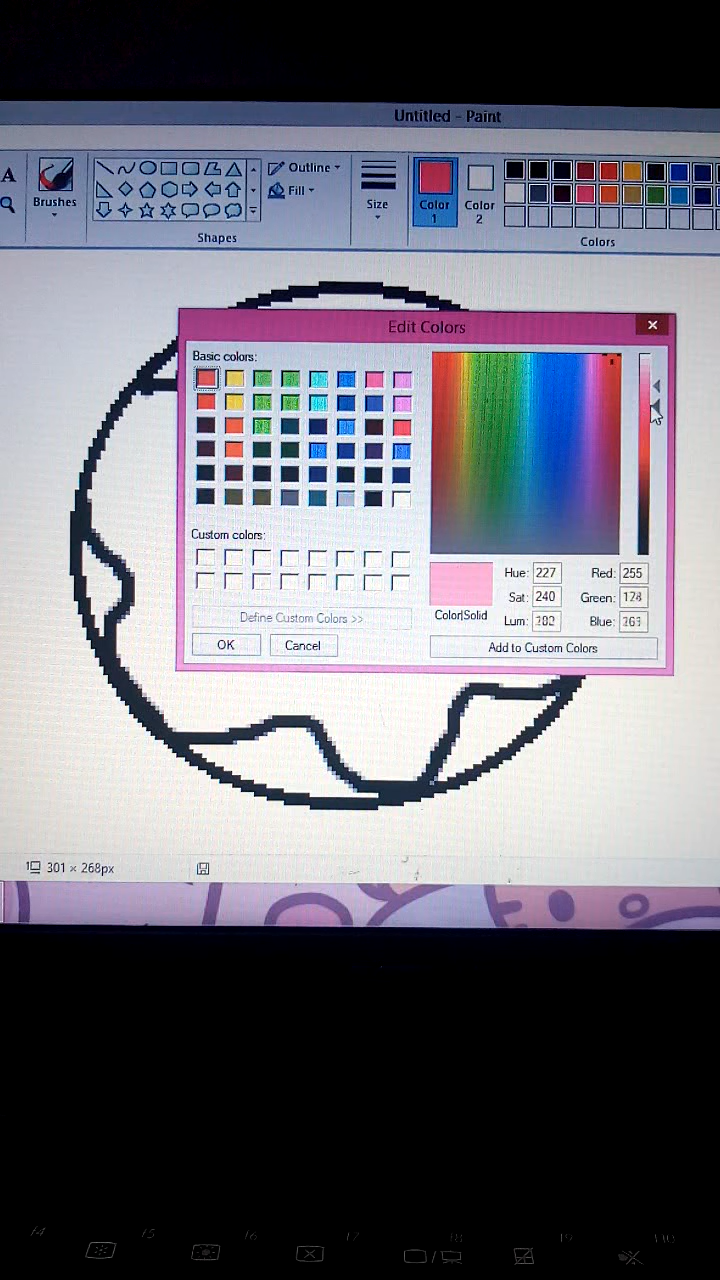 Untitled - Paint
A
Brushes
Outline
Fill
Shapes
Size
Color
1
Color
2
Colors
Edit Colors
Basic colors:
Custom colors:
Define Custom Colors >>
OK
Cancel
Color|Solid
Hue: 227
Sat: 240
Lum:
Red: 255
Green:
Blue:
Add to Custom Colors
301 × 268px